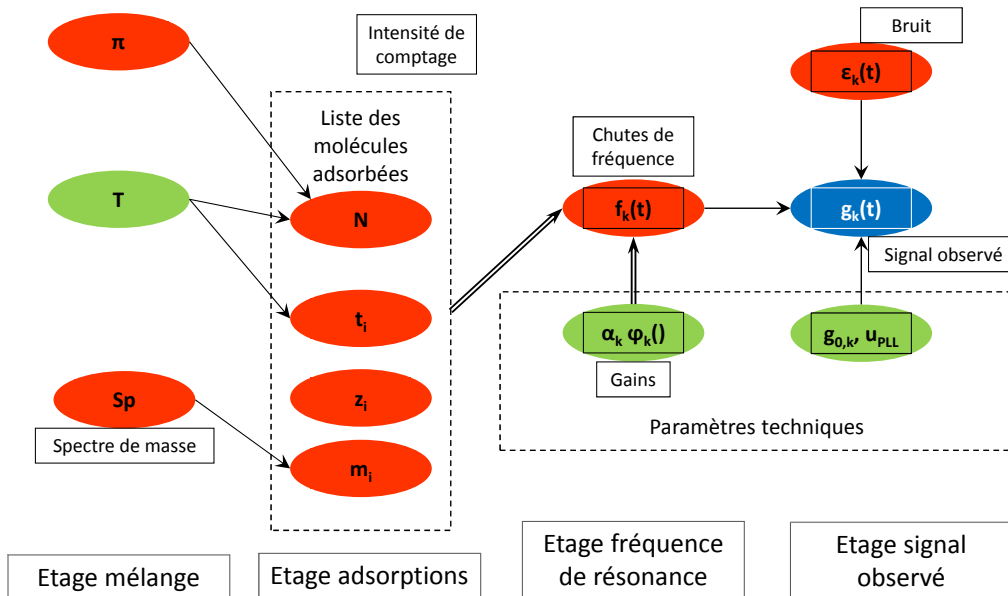 π
Intensité de
comptage
Bruit
εk(t)
Liste des
molécules
adsorbées
Chutes de
fréquence
T
N
fk(t)
gk(t)
Signal observé
ti
αk φk()
g0,k, uPLL
Gains
Sp
zi
Paramètres techniques
Spectre de masse
mi
Etage mélange
Etage adsorptions
Etage fréquence
de résonance
Etage signal
observé